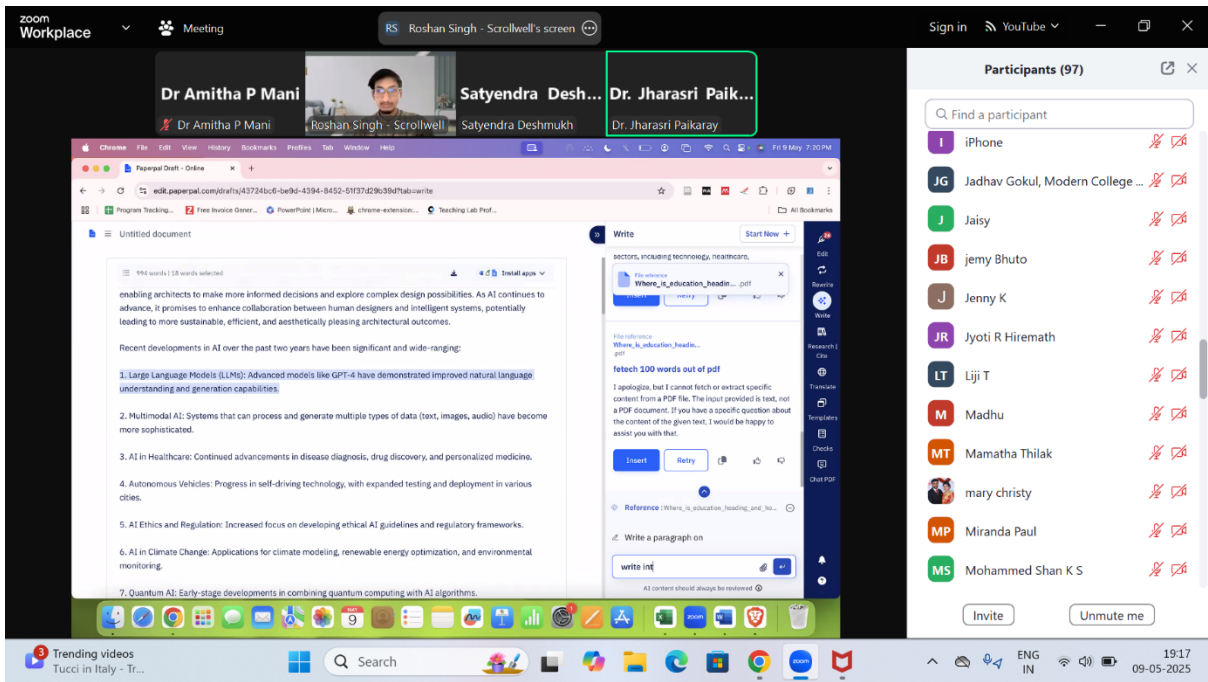 zoom
Workplace
Meeting
RS Roshan Singh - Scrollwell's screen
Sign in YouTube
Dr Amitha P Mani
Dr Amitha P Mani
Roshan Singh - Scrollwell
Satyendra Desh...
Satyendra Deshmukh
Dr. Jharasri Paik...
Dr. Jharasri Paikaray
Chrome File Edit View History Bookmarks Profiles Tab Window Help
Fri 9 May 7:20 PM
Paperpal Draft - Online
edit.paperpal.com/drafts/43724bc6-be9d-4394-8452-51f37d29b39d?tab=write
Program Tracking... Free Invoice Gener... PowerPoint | Micro... chrome-extension:... Teaching Lab Prof...
All Bookmarks
Untitled document
994 words | 18 words selected
Install apps
enabling architects to make more informed decisions and explore complex design possibilities. As AI continues to
advance, it promises to enhance collaboration between human designers and intelligent systems, potentially
leading to more sustainable, efficient, and aesthetically pleasing architectural outcomes.
Recent developments in AI over the past two years have been significant and wide-ranging:
1. Large Language Models (LLMs): Advanced models like GPT-4 have demonstrated improved natural language
understanding and generation capabilities.
2. Multimodal AI: Systems that can process and generate multiple types of data (text, images, audio) have become
more sophisticated.
3. AI in Healthcare: Continued advancements in disease diagnosis, drug discovery, and personalized medicine.
4. Autonomous Vehicles: Progress in self-driving technology, with expanded testing and deployment in various
cities.
5. AI Ethics and Regulation: Increased focus on developing ethical AI guidelines and regulatory frameworks.
6. AI in Climate Change: Applications for climate modeling, renewable energy optimization, and environmental
monitoring.
7. Quantum AI: Early-stage developments in combining quantum computing with AI algorithms.
Write
Start New +
sectors, including technology, healthcare,
File reference
Where_is_education_headin... .pdf
Insert Retry
File reference
Where_is_education_headin...
.pdf
fetech 100 words out of pdf
I apologize, but I cannot fetch or extract specific
content from a PDF file. The input provided is text, not
a PDF document. If you have a specific question about
the content of the given text, I would be happy to
assist you with that.
Insert Retry
Reference : Where_is_education_heading_and_ho...
Write a paragraph on
write int
AI content should always be reviewed
Edit
Rewrite
Write
Research |
Cite
Translate
Templates
Checks
Chat PDF
MAY
9
zoom
Participants (97)
Find a participant
I iPhone
JG Jadhav Gokul, Modern College ...
J Jaisy
JB jemy Bhuto
J Jenny K
JR Jyoti R Hiremath
LT Liji T
M Madhu
MT Mamatha Thilak
mary christy
MP Miranda Paul
MS Mohammed Shan K S
Invite
Unmute me
3
Trending videos
Tucci in Italy - Tr...
Search
zoom
ENG
IN
19:17
09-05-2025